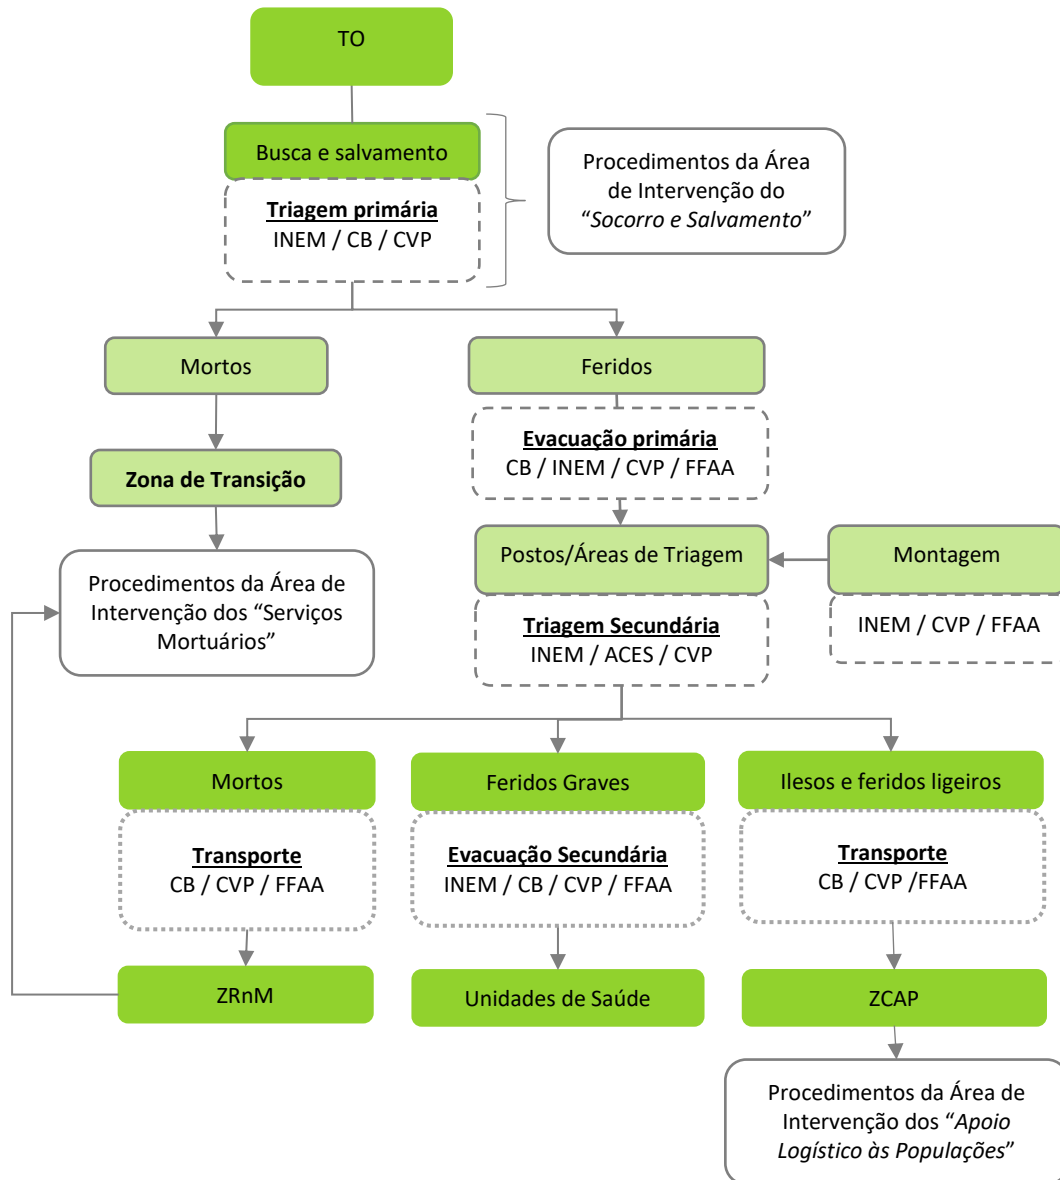 TO
Busca e salvamento
Triagem primária
INEM / CB / CVP
Procedimentos da Área
de Intervenção do
“Socorro e Salvamento”
Mortos
Feridos
Evacuação primária
CB / INEM / CVP / FFAA
Zona de Transição
Postos/Áreas de Triagem
Montagem
Procedimentos da Área de
Intervenção dos “Serviços
Mortuários”
Triagem Secundária
INEM / ACES / CVP
INEM / CVP / FFAA
Mortos
Feridos Graves
Ilesos e feridos ligeiros
Transporte
CB / CVP / FFAA
Evacuação Secundária
INEM / CB / CVP / FFAA
Transporte
CB / CVP /FFAA
ZRnM
Unidades de Saúde
ZCAP
Procedimentos da Área de
Intervenção dos “Apoio
Logístico às Populações”